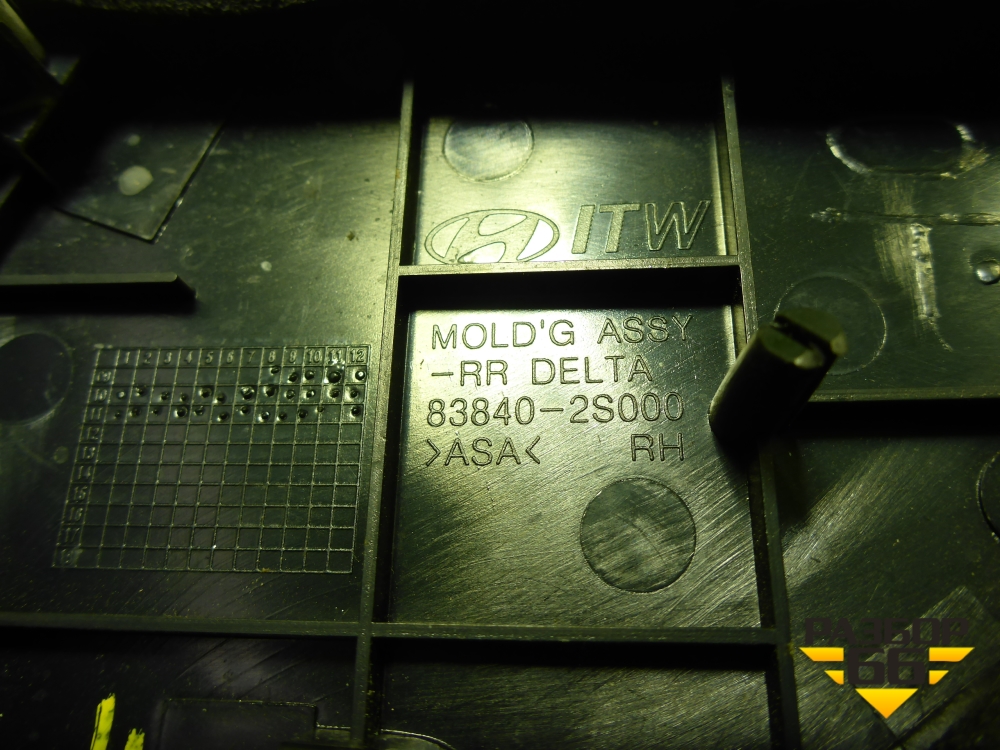 ITW
MOLD'G ASSY
-RR DELTA
83840-2S000
>ASA< RH
1 2 3 4 5 6 7 8 9 10 11 12
РАЗБОР
66